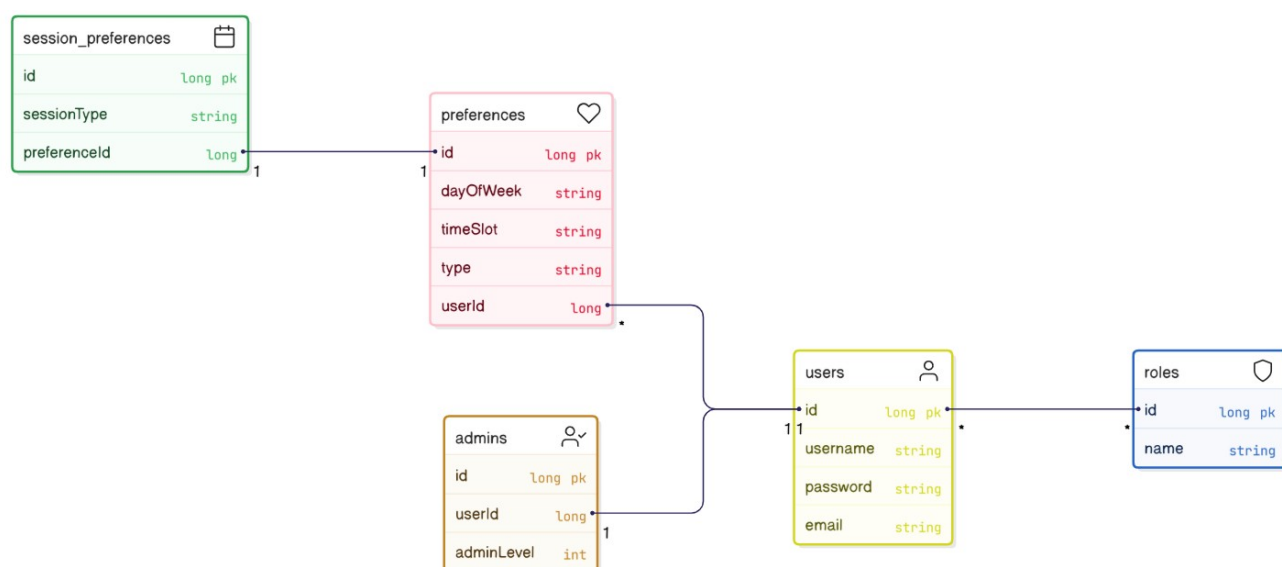 session_preferences
id long pk
sessionType string
preferenceId long
1
1
preferences
id long pk
dayOfWeek string
timeSlot string
type string
userId long
*
admins
id long pk
userId long
1
adminLevel int
users
id long pk
1 1
*
username string
password string
email string
roles
id long pk
*
name string